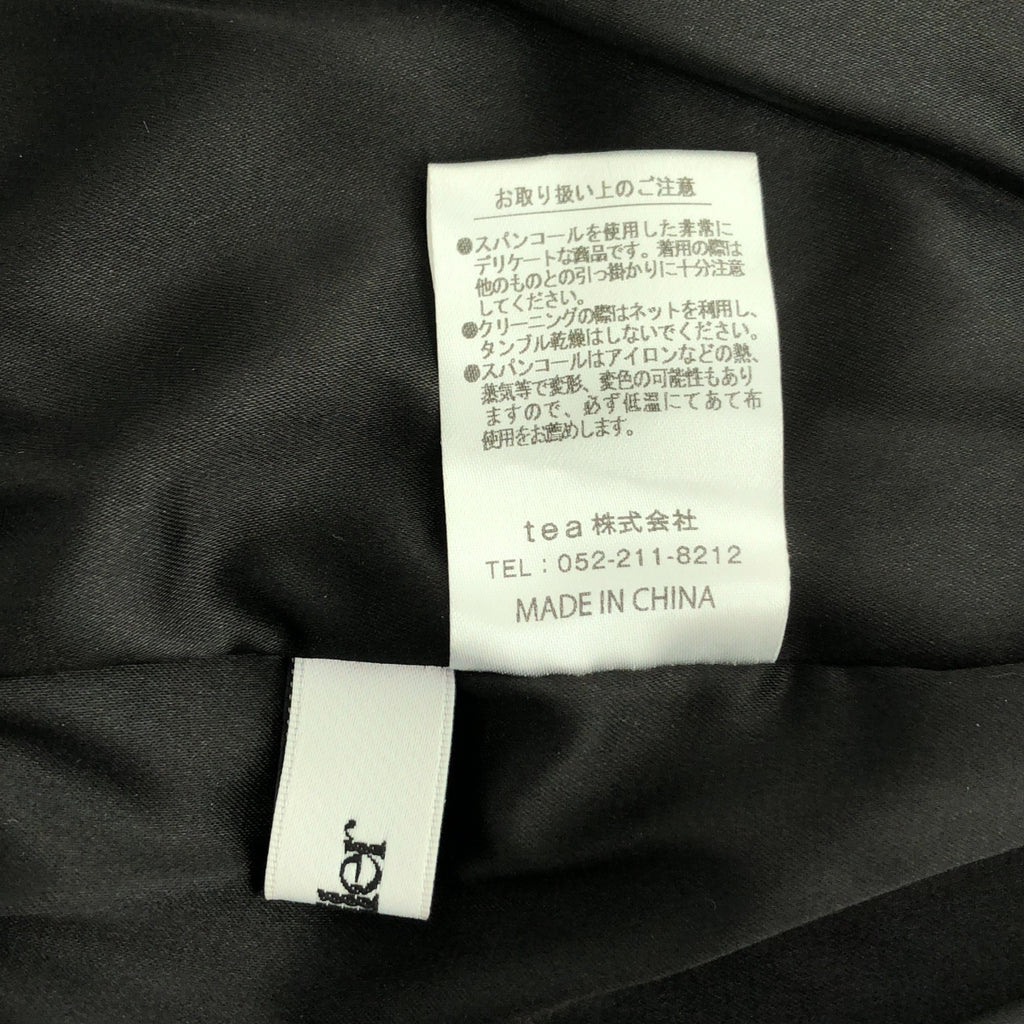 お取り扱い上のご注意
●スパンコールを使用した非常に
デリケートな商品です。着用の際は
他のものとの引っ掛かりに十分注意
してください。
●クリーニングの際はネットを利用し、
タンブル乾燥はしないでください。
●スパンコールはアイロンなどの熱、
蒸気等で変形、変色の可能性もあり
ますので、必ず低温にてあて布
使用をお薦めします。
tea株式会社
TEL：052-211-8212
MADE IN CHINA